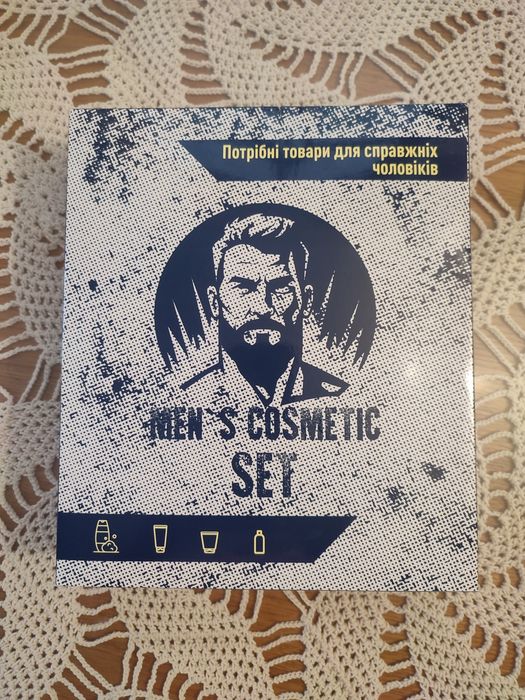 Потрібні товари для справжніх
чоловіків
MEN`S COSMETIC
SET